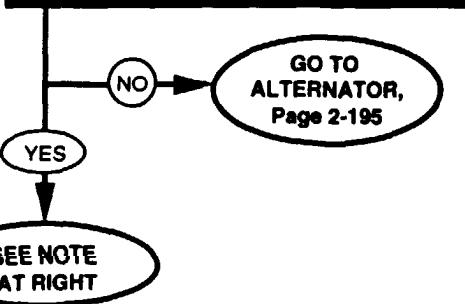 NO
GO TO
ALTERNATOR,
Page 2-195
YES
SEE NOTE
AT RIGHT